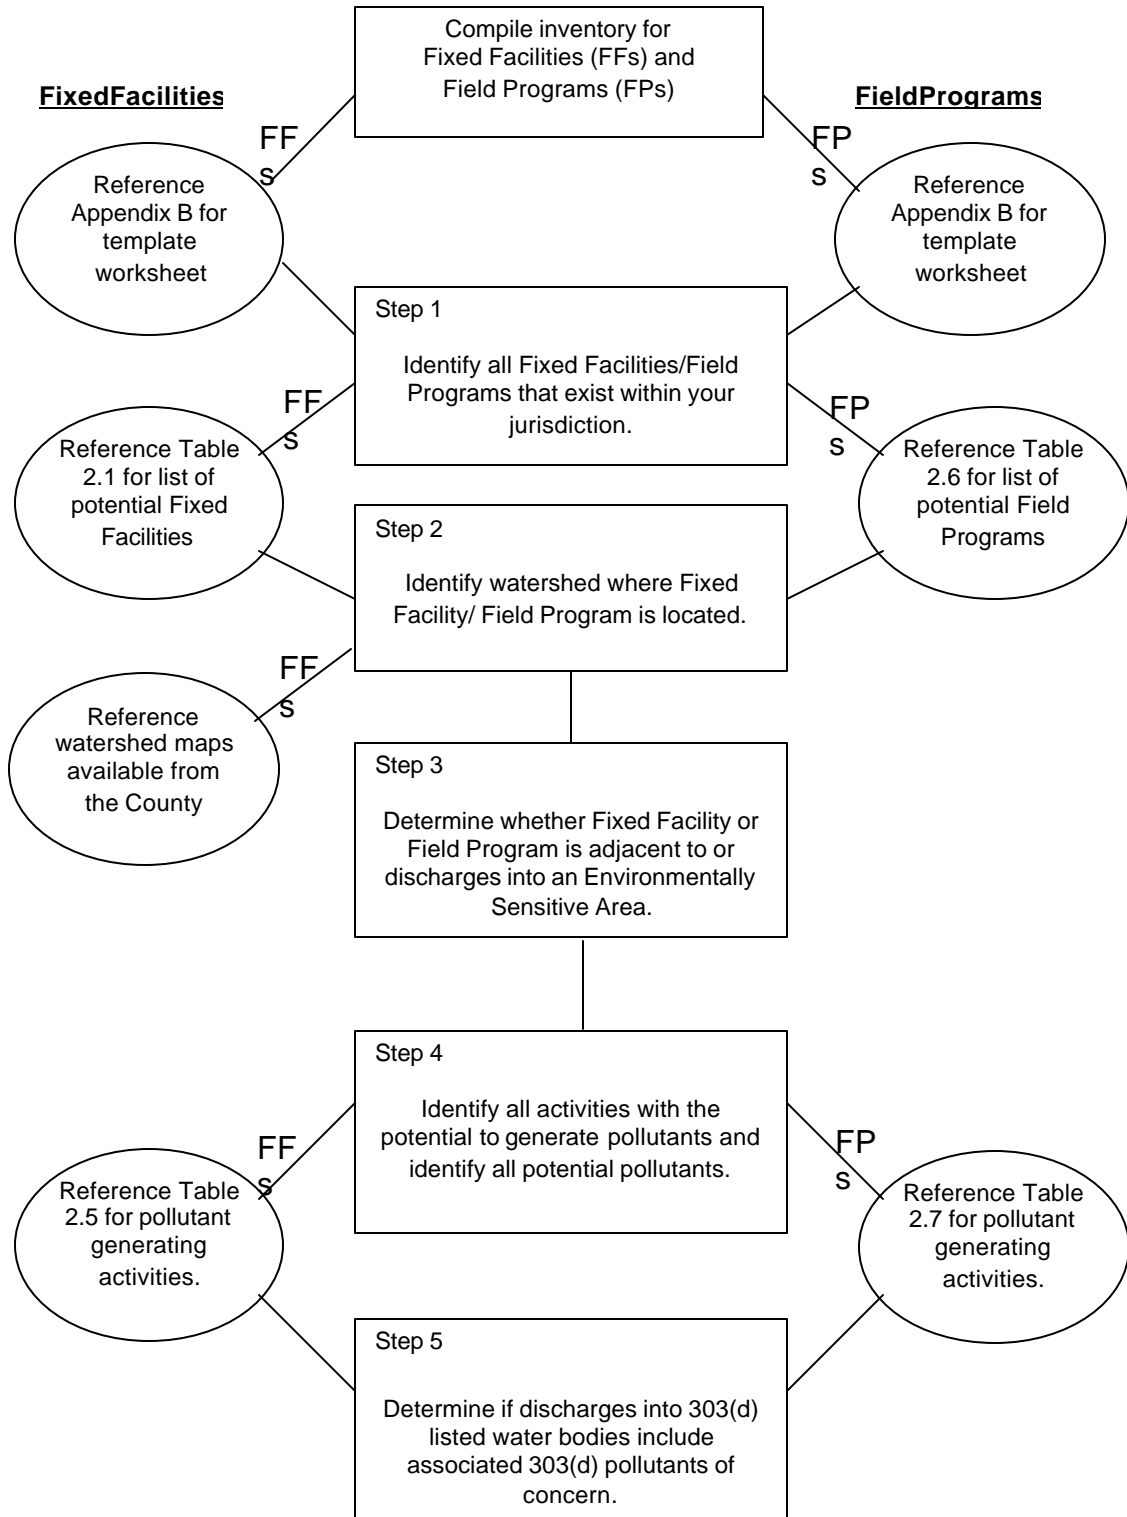 Compile inventory for
Fixed Facilities (FFs) and
Field Programs (FPs)
FixedFacilities
FieldPrograms
FF
s
FP
s
Reference
Appendix B for
template
worksheet
Reference
Appendix B for
template
worksheet
Step 1
Identify all Fixed Facilities/Field
Programs that exist within your
jurisdiction.
FF
s
FP
s
Reference Table
2.1 for list of
potential Fixed
Facilities
Reference Table
2.6 for list of
potential Field
Programs
Step 2
Identify watershed where Fixed
Facility/ Field Program is located.
FF
s
Reference
watershed maps
available from
the County
Step 3
Determine whether Fixed Facility or
Field Program is adjacent to or
discharges into an Environmentally
Sensitive Area.
Step 4
Identify all activities with the
potential to generate pollutants and
identify all potential pollutants.
FF
s
FP
s
Reference Table
2.5 for pollutant
generating
activities.
Reference Table
2.7 for pollutant
generating
activities.
Step 5
Determine if discharges into 303(d)
listed water bodies include
associated 303(d) pollutants of
concern.